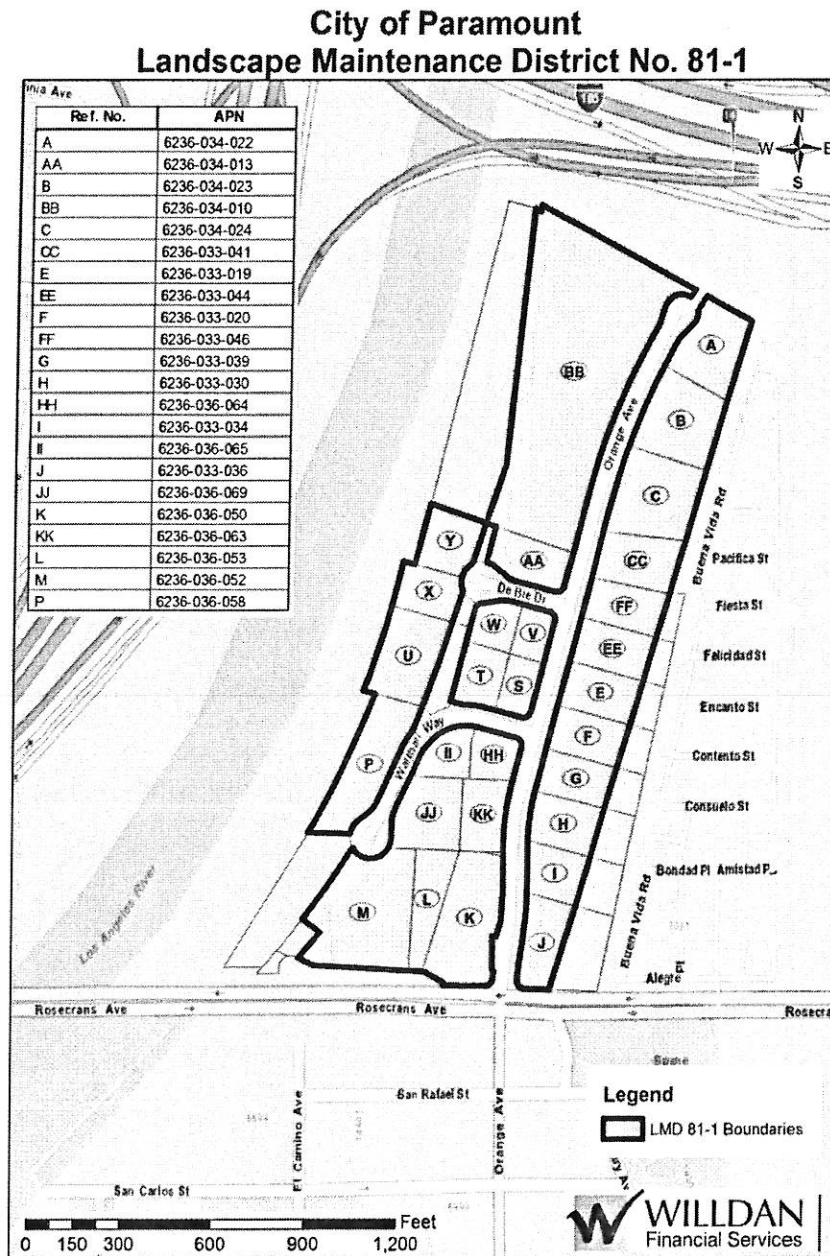 City of Paramount
Landscape Maintenance District No. 81-1
Ref. No. APN
A 6236-034-022
AA 6236-034-013
B 6236-034-023
BB 6236-034-010
C 6236-034-024
CC 6236-033-041
E 6236-033-019
EE 6236-033-044
F 6236-033-020
FF 6236-033-046
G 6236-033-039
H 6236-033-030
HH 6236-036-064
I 6236-033-034
II 6236-036-065
J 6236-033-036
JJ 6236-036-069
K 6236-036-050
KK 6236-036-063
L 6236-036-053
M 6236-036-052
P 6236-036-058
N
W E
S
A
BB
B
Orange Ave
C
Buena Vida Rd
Y
AA
CC
Pacifica St
X
De Bie Dr
FF
Fiesta St
W
V
U
EE
Felicidad St
T
S
E
Encanto St
Way
F
P
II
HH
Contento St
G
JJ
KK
Consuelo St
H
I
Bondad Pl Amistad P
M
L
K
Buena Vida Rd
J
Los Angeles River
Alegre Pl
Rosecrans Ave
Rosecrans Ave
Rosecra
San Rafael St
El Camino Ave
Orange Ave
San Carlos St
Legend
LMD 81-1 Boundaries
Feet
0 150 300 600 900 1,200
W WILLDAN
Financial Services